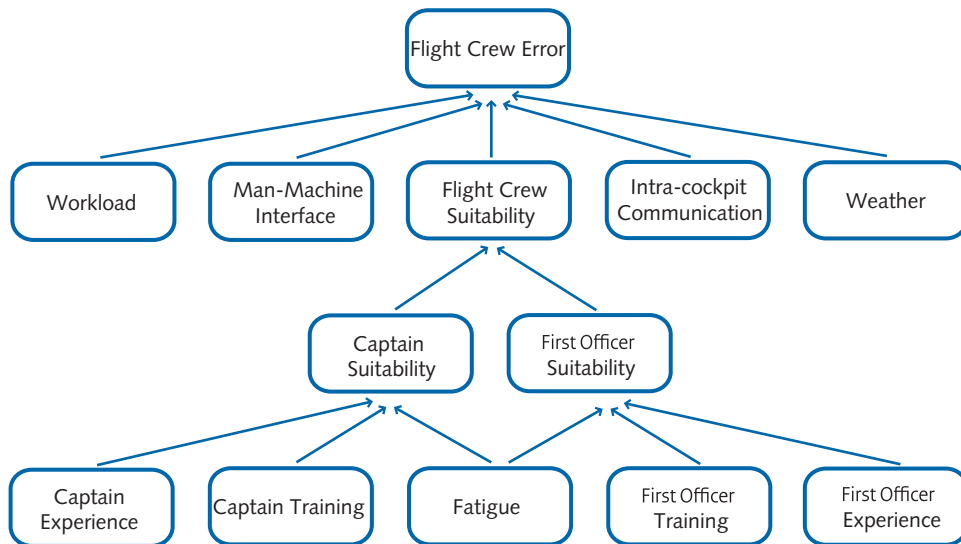 Flight Crew Error
Workload
Man-Machine
Interface
Flight Crew
Suitability
Intra-cockpit
Communication
Weather
Captain
Suitability
First Officer
Suitability
Captain
Experience
Captain Training
Fatigue
First Officer
Training
First Officer
Experience